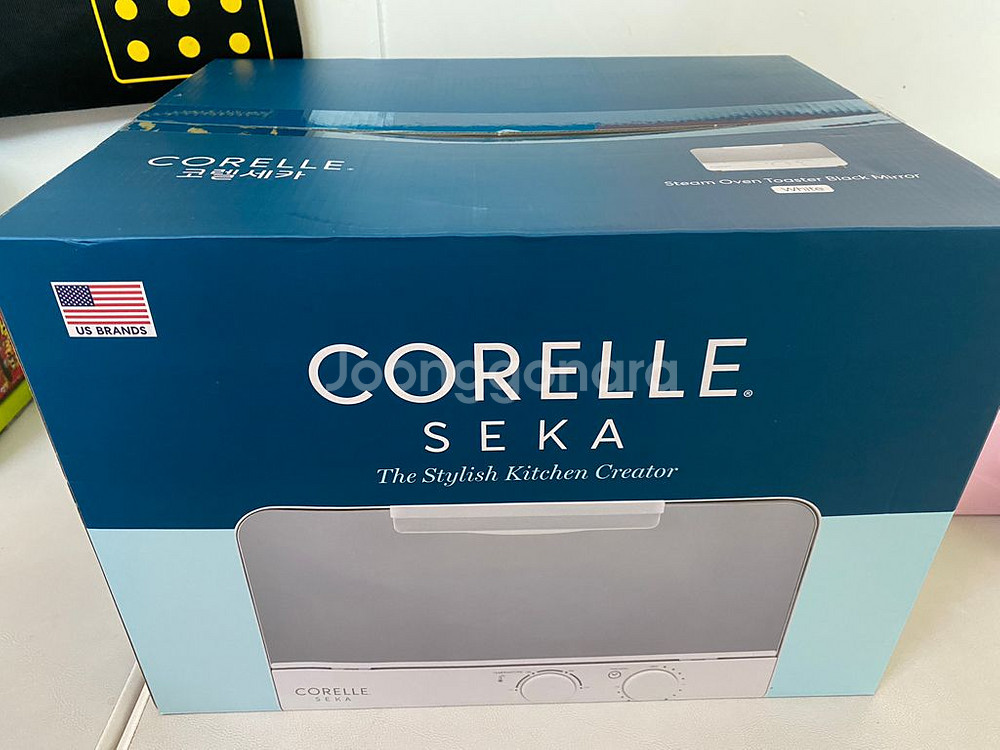 CORELLE
코렐세카
Steam Oven Toaster Black Mirror
White
US BRANDS
CORELLE®
Joonggonara
SEKA
The Stylish Kitchen Creator
CORELLE
SEKA